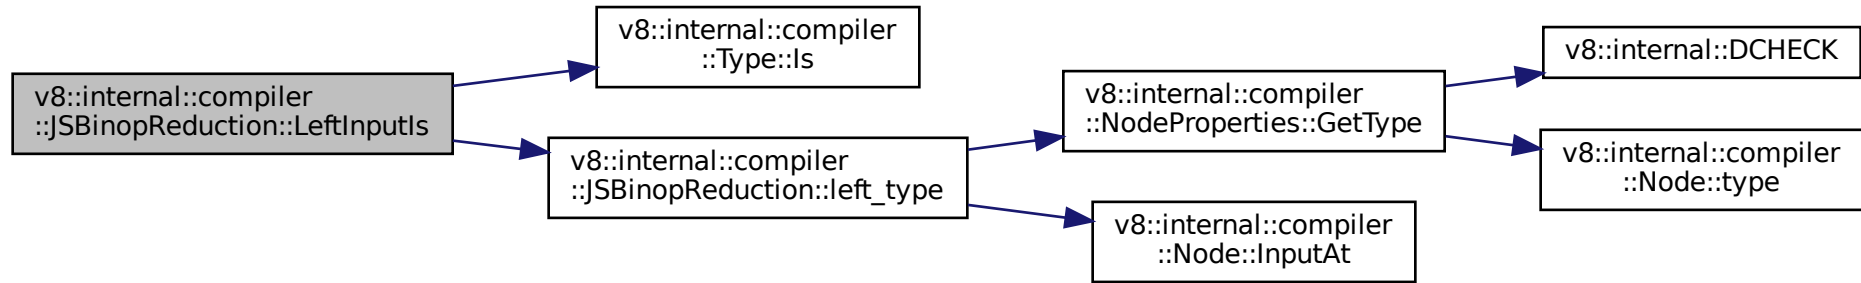 v8::internal::compiler
::JSBinopReduction::LeftInputIs
v8::internal::compiler
::Type::Is
v8::internal::compiler
::JSBinopReduction::left_type
v8::internal::compiler
::NodeProperties::GetType
v8::internal::compiler
::Node::InputAt
v8::internal::DCHECK
v8::internal::compiler
::Node::type